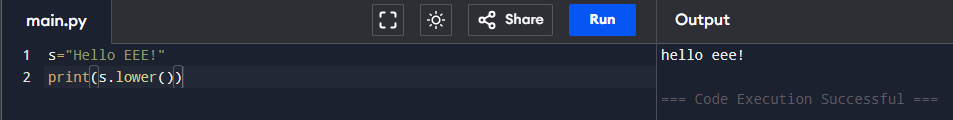 main.py Share Run Output
1 s="Hello EEE!"
2 print(s.lower())
hello eee!
=== Code Execution Successful ===